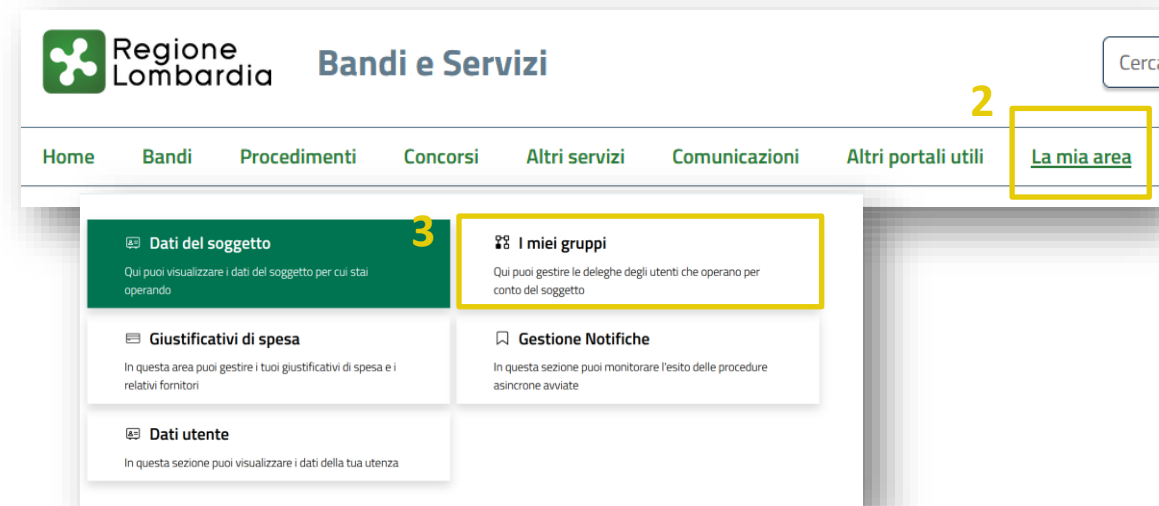 Regione
Lombardia
Bandi e Servizi
Cerca
2
Home Bandi Procedimenti Concorsi Altri servizi Comunicazioni Altri portali utili La mia area
3
Dati del soggetto
Qui puoi visualizzare i dati del soggetto per cui stai
operando
I miei gruppi
Qui puoi gestire le deleghe degli utenti che operano per
conto del soggetto
Giustificativi di spesa
In questa area puoi gestire i tuoi giustificativi di spesa e i
relativi fornitori
Gestione Notifiche
In questa sezione puoi monitorare l'esito delle procedure
asincrone avviate
Dati utente
In questa sezione puoi visualizzare i dati della tua utenza